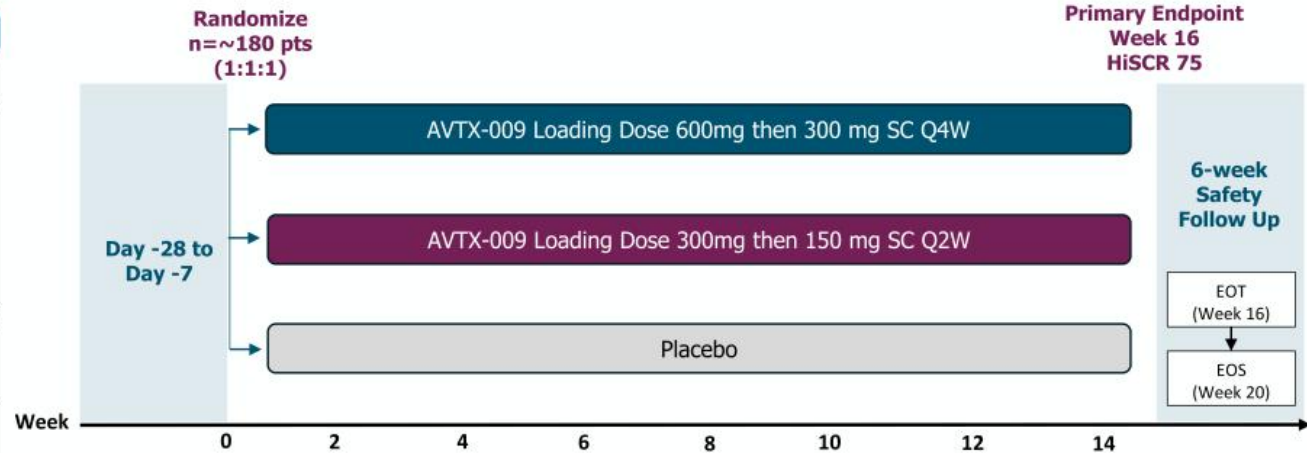 Randomize
n=~180 pts
(1:1:1)
Primary Endpoint
Week 16
HiSCR 75
AVTX-009 Loading Dose 600mg then 300 mg SC Q4W
AVTX-009 Loading Dose 300mg then 150 mg SC Q2W
Placebo
Day -28 to
Day -7
6-week
Safety
Follow Up
EOT
(Week 16)
EOS
(Week 20)
Week
0 2 4 6 8 10 12 14